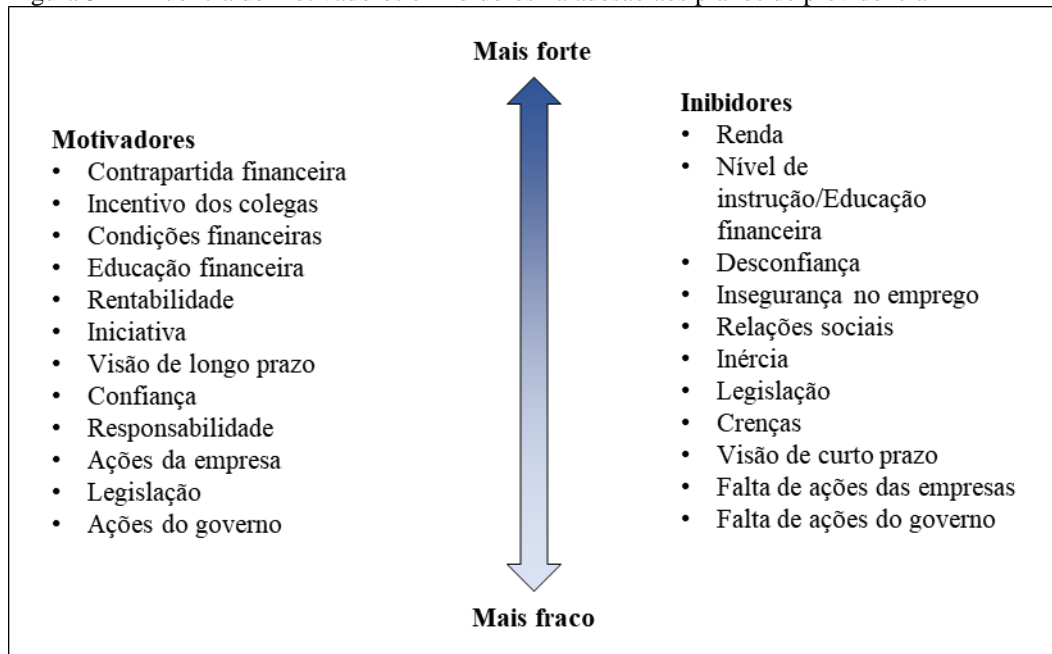 Mais forte
Motivadores
• Contrapartida financeira
• Incentivo dos colegas
• Condições financeiras
• Educação financeira
• Rentabilidade
• Iniciativa
• Visão de longo prazo
• Confiança
• Responsabilidade
• Ações da empresa
• Legislação
• Ações do governo
Inibidores
• Renda
• Nível de
instrução/Educação
financeira
• Desconfiança
• Insegurança no emprego
• Relações sociais
• Inércia
• Legislação
• Crenças
• Visão de curto prazo
• Falta de ações das empresas
• Falta de ações do governo
Mais fraco